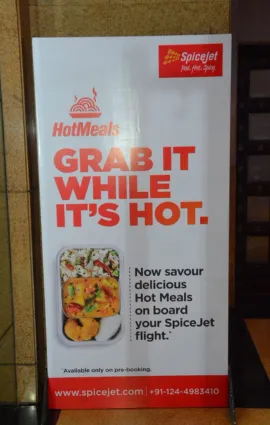 SpiceJet
Red. Hot. Spicy.
HotMeals
GRAB IT
WHILE
IT'S HOT.
Now savour
delicious
Hot Meals
on board
your SpiceJet
flight.*
*Available only on pre-booking.
www.spicejet.com | +91-124-4983410